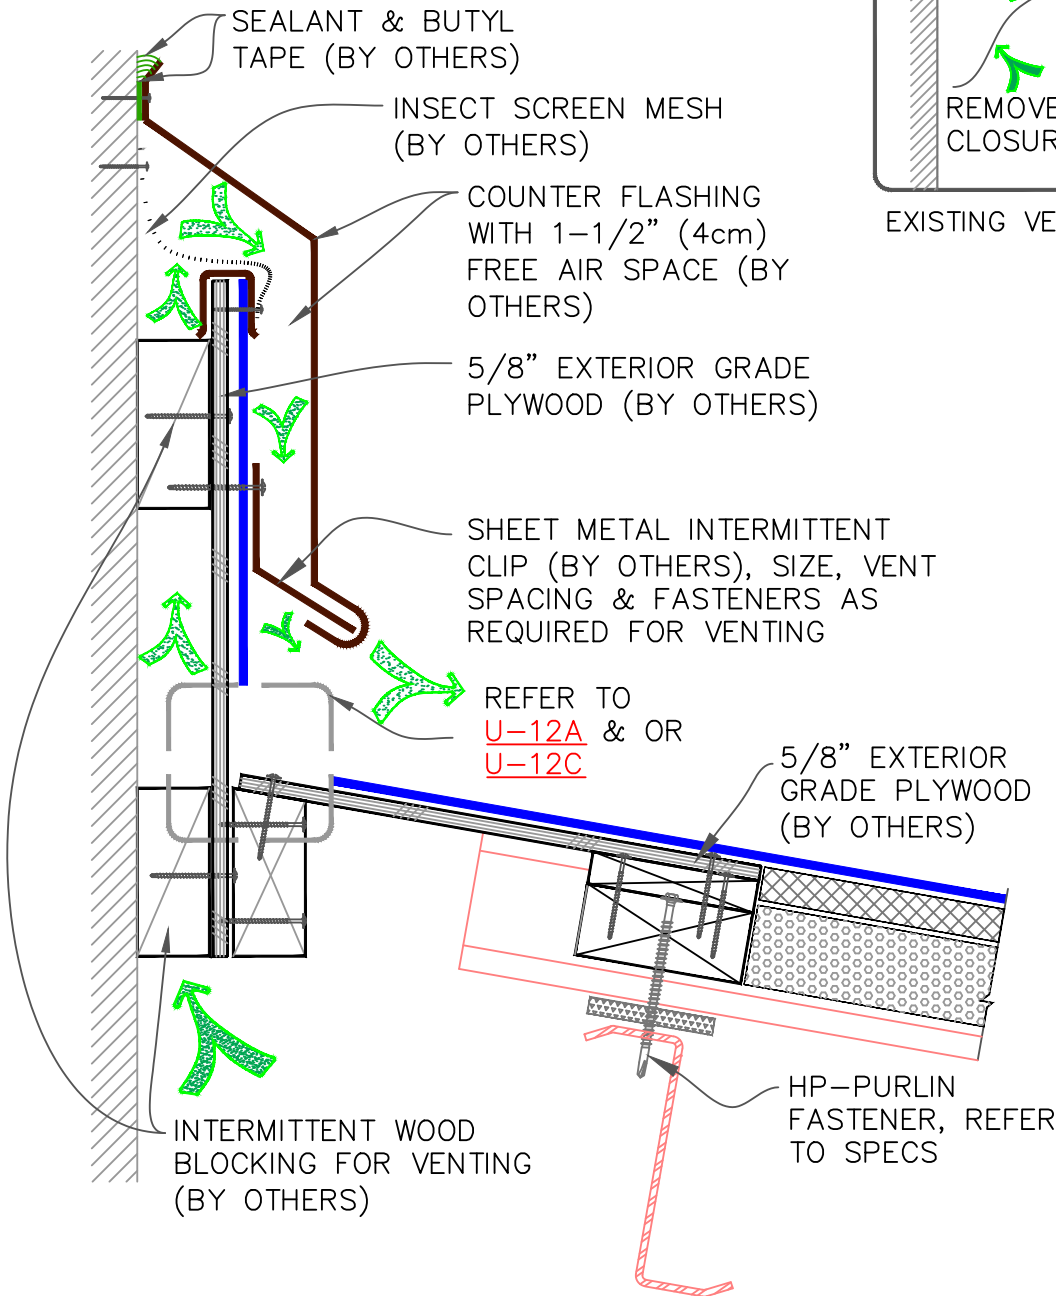 SEALANT & BUTYL
TAPE (BY OTHERS)
INSECT SCREEN MESH
(BY OTHERS)
REMOVE
CLOSUR
EXISTING VE
COUNTER FLASHING
WITH 1-1/2" (4cm)
FREE AIR SPACE (BY
OTHERS)
5/8" EXTERIOR GRADE
PLYWOOD (BY OTHERS)
SHEET METAL INTERMITTENT
CLIP (BY OTHERS), SIZE, VENT
SPACING & FASTENERS AS
REQUIRED FOR VENTING
REFER TO
U-12A & OR
U-12C
5/8" EXTERIOR
GRADE PLYWOOD
(BY OTHERS)
HP-PURLIN
FASTENER, REFER
TO SPECS
INTERMITTENT WOOD
BLOCKING FOR VENTING
(BY OTHERS)